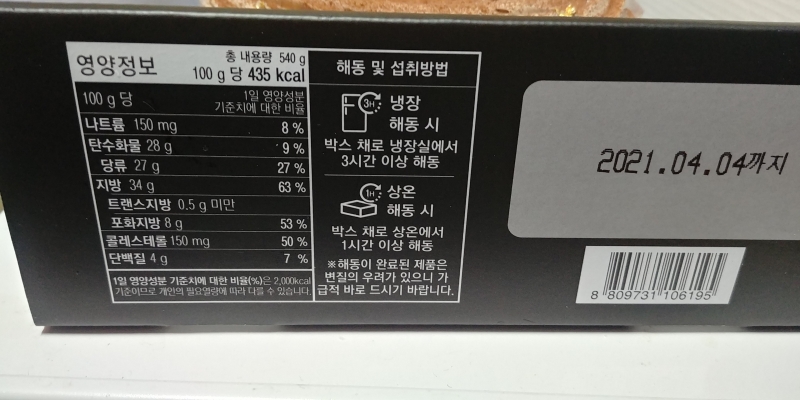 영양정보
총 내용량 540 g
100 g 당 435 kcal
100 g 당
1일 영양성분
기준치에 대한 비율
나트륨 150 mg 8 %
탄수화물 28 g 9 %
당류 27 g 27 %
지방 34 g 63 %
트랜스지방 0.5 g 미만
포화지방 8 g 53 %
콜레스테롤 150 mg 50 %
단백질 4 g 7 %
1일 영양성분 기준치에 대한 비율(%)은 2,000kcal
기준이므로 개인의 필요열량에 따라 다를 수 있습니다.
해동 및 섭취방법
3H
냉장
해동 시
박스 채로 냉장실에서
3시간 이상 해동
1H
상온
해동 시
박스 채로 상온에서
1시간 이상 해동
※해동이 완료된 제품은
변질의 우려가 있으니 가
급적 바로 드시기 바랍니다.
2021.04.04까지
8 809731 106195